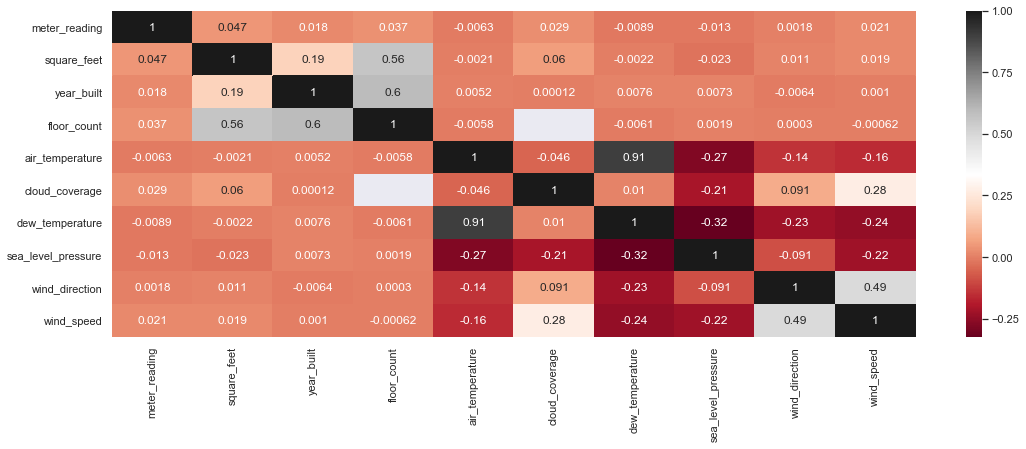 meter_reading 1 0.047 0.018 0.037 -0.0063 0.029 -0.0089 -0.013 0.0018 0.021
square_feet 0.047 1 0.19 0.56 -0.0021 0.06 -0.0022 -0.023 0.011 0.019
year_built 0.018 0.19 1 0.6 0.0052 0.00012 0.0076 0.0073 -0.0064 0.001
floor_count 0.037 0.56 0.6 1 -0.0058 -0.0061 0.0019 0.0003 -0.00062
air_temperature -0.0063 -0.0021 0.0052 -0.0058 1 -0.046 0.91 -0.27 -0.14 -0.16
cloud_coverage 0.029 0.06 0.00012 -0.046 1 0.01 -0.21 0.091 0.28
dew_temperature -0.0089 -0.0022 0.0076 -0.0061 0.91 0.01 1 -0.32 -0.23 -0.24
sea_level_pressure -0.013 -0.023 0.0073 0.0019 -0.27 -0.21 -0.32 1 -0.091 -0.22
wind_direction 0.0018 0.011 -0.0064 0.0003 -0.14 0.091 -0.23 -0.091 1 0.49
wind_speed 0.021 0.019 0.001 -0.00062 -0.16 0.28 -0.24 -0.22 0.49 1
meter_reading
square_feet
year_built
floor_count
air_temperature
cloud_coverage
dew_temperature
sea_level_pressure
wind_direction
wind_speed
1.00
0.75
0.50
0.25
0.00
-0.25